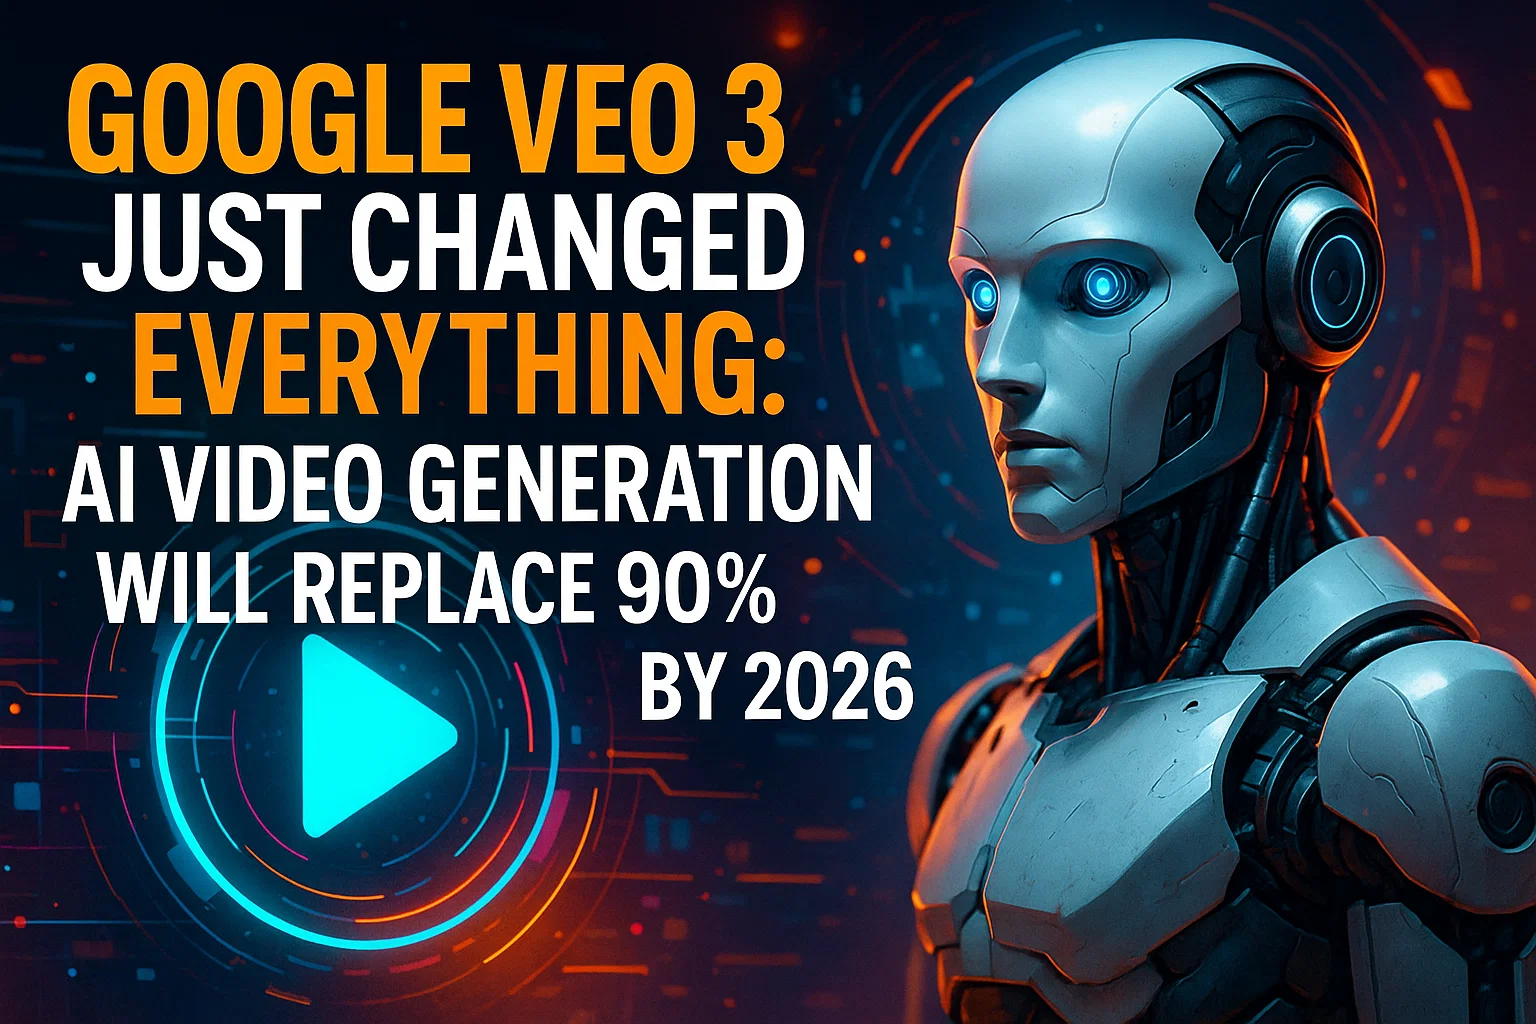 GOOGLE VEO 3
JUST CHANGED
EVERYTHING:
AI VIDEO GENERATION
WILL REPLACE 90%
BY 2026